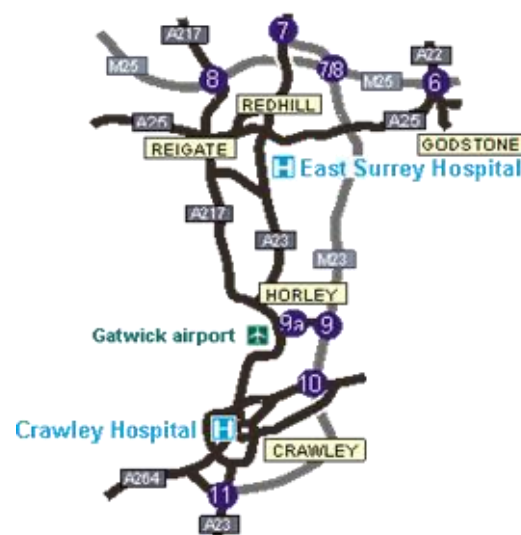 A217
7
A22
M25
8
7/8
M25
6
REDHILL
A25
A25
REIGATE
GODSTONE
H East Surrey Hospital
A217
A23
M23
HORLEY
9a
9
Gatwick airport
10
Crawley Hospital H
CRAWLEY
A264
11
A23